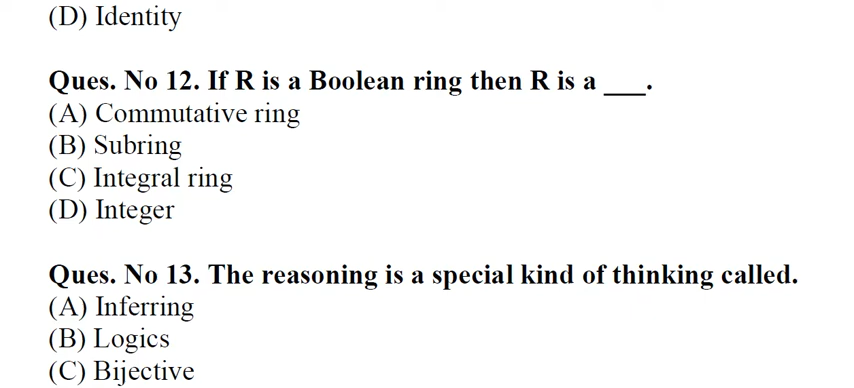 (D) Identity
Ques. No 12. If R is a Boolean ring then R is a ___.
(A) Commutative ring
(B) Subring
(C) Integral ring
(D) Integer
Ques. No 13. The reasoning is a special kind of thinking called.
(A) Inferring
(B) Logics
(C) Bijective